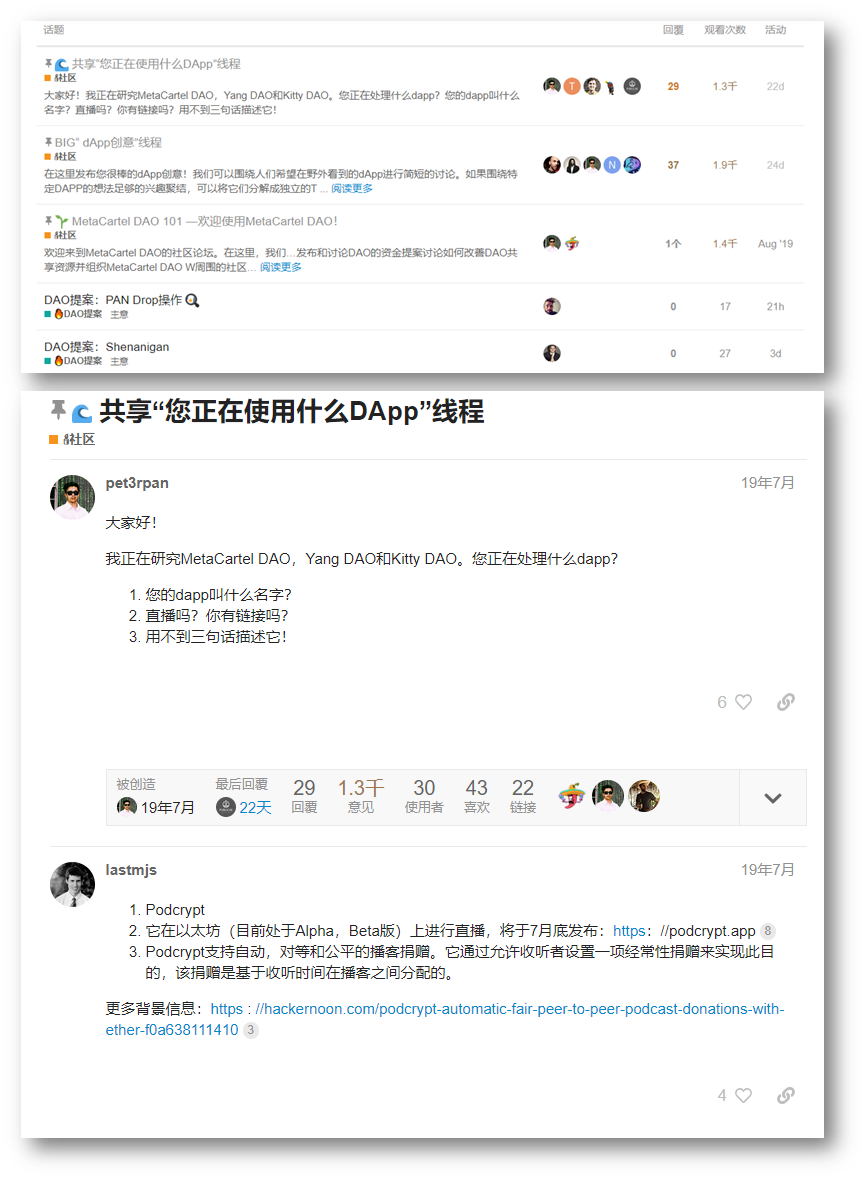 话题 回覆 观看次数 活动
共享“您正在使用什么DApp”线程
&社区
大家好！我正在研究MetaCartel DAO，Yang DAO和Kitty DAO。您正在处理什么dapp？您的dapp叫什么
名字？直播吗？你有链接吗？用不到三句话描述它！
T
29 1.3千 22d
BIG” dApp创意”线程
&社区
在这里发布您很棒的dApp创意！我们可以围绕人们希望在野外看到的dApp进行简短的讨论。如果围绕特
定DAPP的想法足够的兴趣聚结，可以将它们分解成独立的T ... 阅读更多
N
37 1.9千 24d
MetaCartel DAO 101 —欢迎使用MetaCartel DAO！
&社区
欢迎来到MetaCartel DAO的社区论坛。在这里，我们...发布和讨论DAO的资金提案讨论如何改善DAO共
享资源并组织MetaCartel DAO W周围的社区... 阅读更多
1个 1.4千 Aug '19
DAO提案：PAN Drop操作
DAO提案 主意
0 17 21h
DAO提案：Shenanigan
DAO提案 主意
0 27 3d
共享“您正在使用什么DApp”线程
&社区
pet3rpan 19年7月
大家好！
我正在研究MetaCartel DAO，Yang DAO和Kitty DAO。您正在处理什么dapp？
1. 您的dapp叫什么名字？
2. 直播吗？你有链接吗？
3. 用不到三句话描述它！
6
被创造 最后回覆 29 1.3千 30 43 22
19年7月 22天 回覆 意见 使用者 喜欢 链接
lastmjs 19年7月
1. Podcrypt
2. 它在以太坊（目前处于Alpha，Beta版）上进行直播，将于7月底发布：https：//podcrypt.app 8
3. Podcrypt支持自动，对等和公平的播客捐赠。它通过允许收听者设置一项经常性捐赠来实现此目
的，该捐赠是基于收听时间在播客之间分配的。
更多背景信息：https : //hackernoon.com/podcrypt-automatic-fair-peer-to-peer-podcast-donations-with-
ether-f0a638111410 3
4